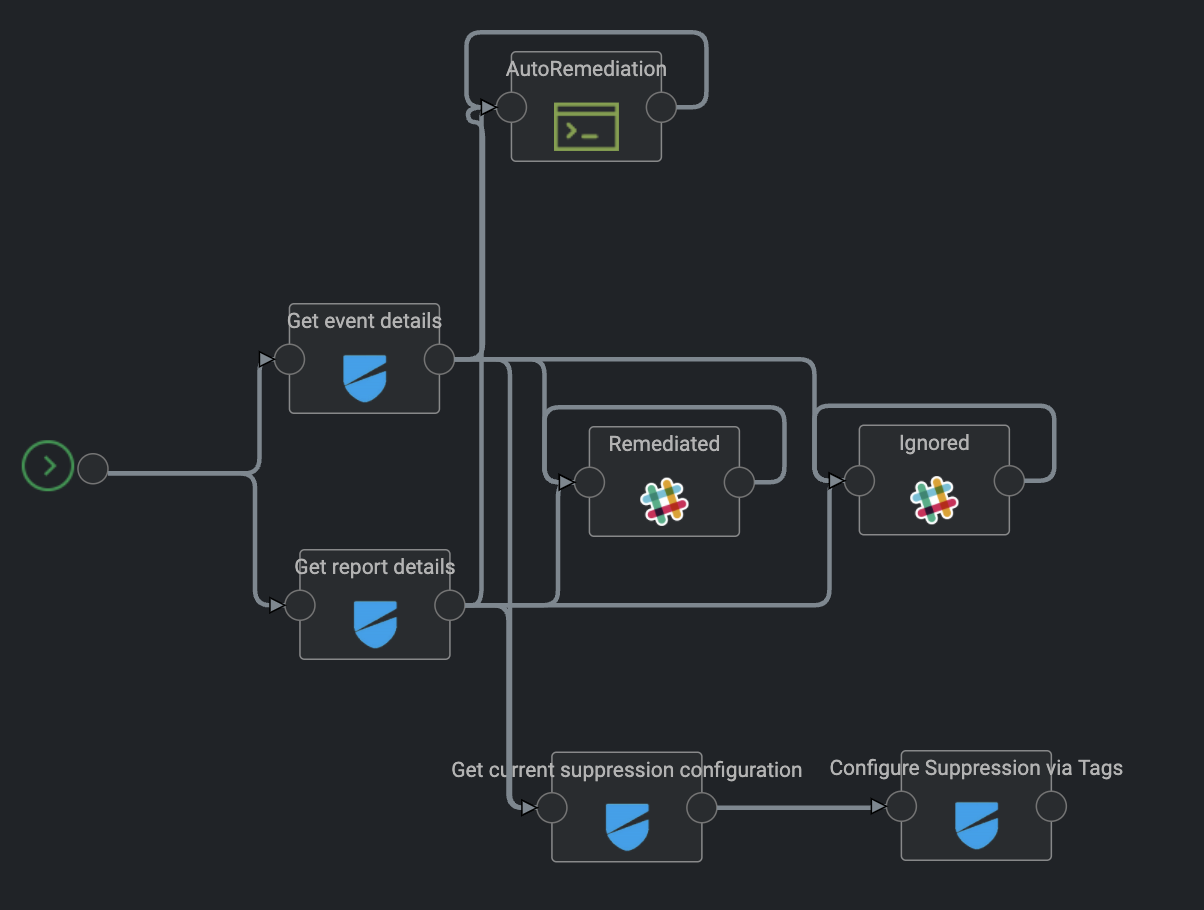 AutoRemediation
Get event details
Remediated
Ignored
Get report details
Get current suppression configuration
Configure Suppression via Tags